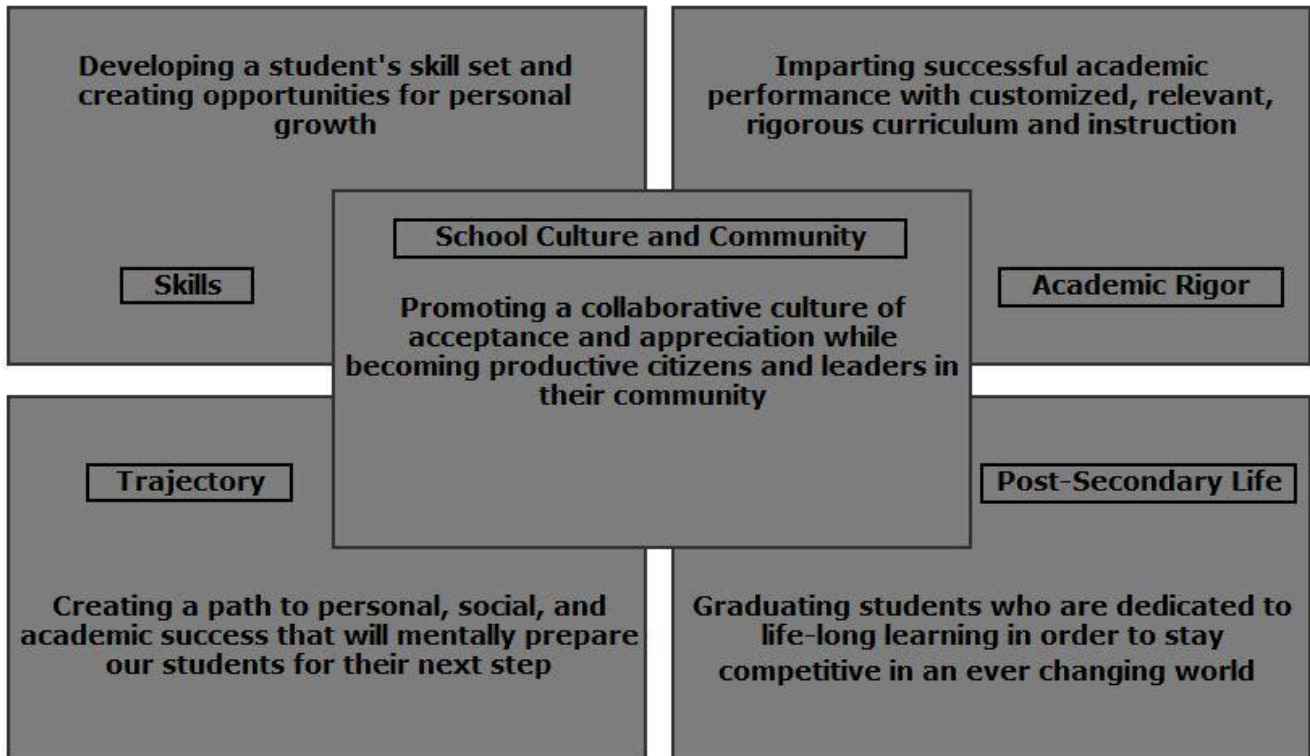 Developing a student's skill set and
creating opportunities for personal
growth
Skills
Imparting successful academic
performance with customized, relevant,
rigorous curriculum and instruction
Academic Rigor
School Culture and Community
Promoting a collaborative culture of
acceptance and appreciation while
becoming productive citizens and leaders in
their community
Trajectory
Creating a path to personal, social, and
academic success that will mentally prepare
our students for their next step
Post-Secondary Life
Graduating students who are dedicated to
life-long learning in order to stay
competitive in an ever changing world